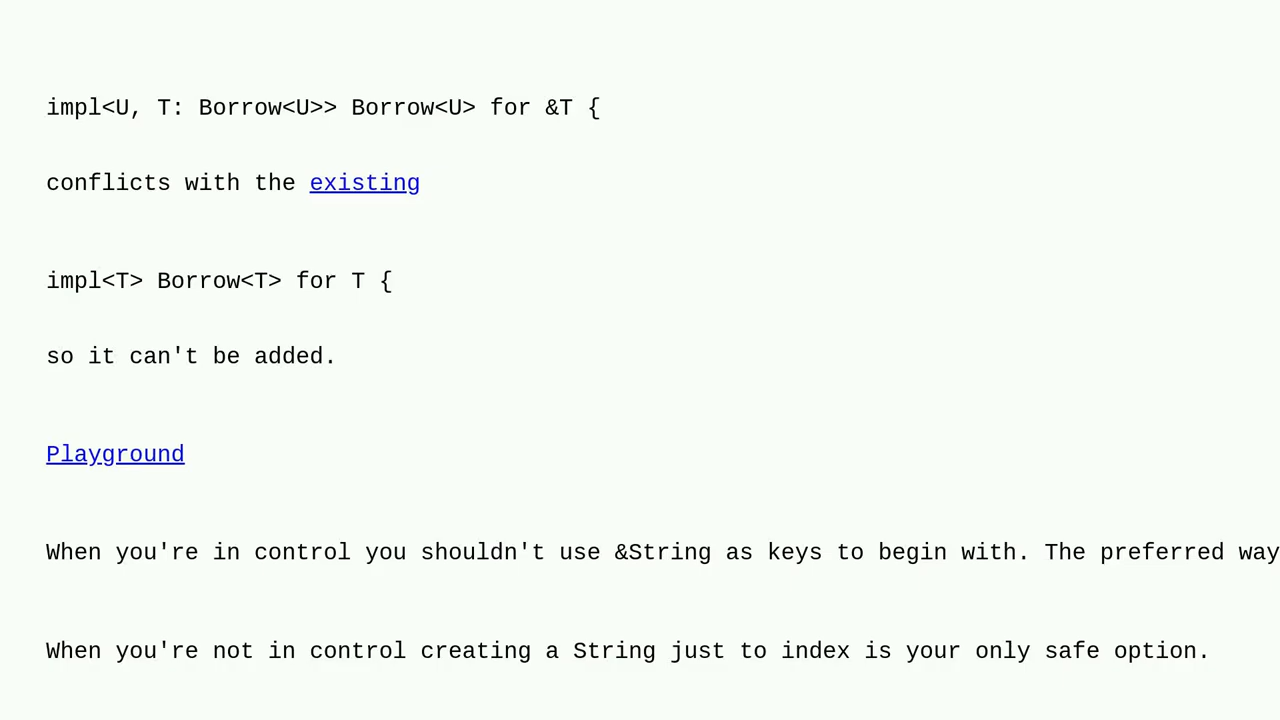 impl<U, T: Borrow<U>> Borrow<U> for &T {
conflicts with the existing
impl<T> Borrow<T> for T {
so it can't be added.
Playground
When you're in control you shouldn't use &String as keys to begin with. The preferred way
When you're not in control creating a String just to index is your only safe option.